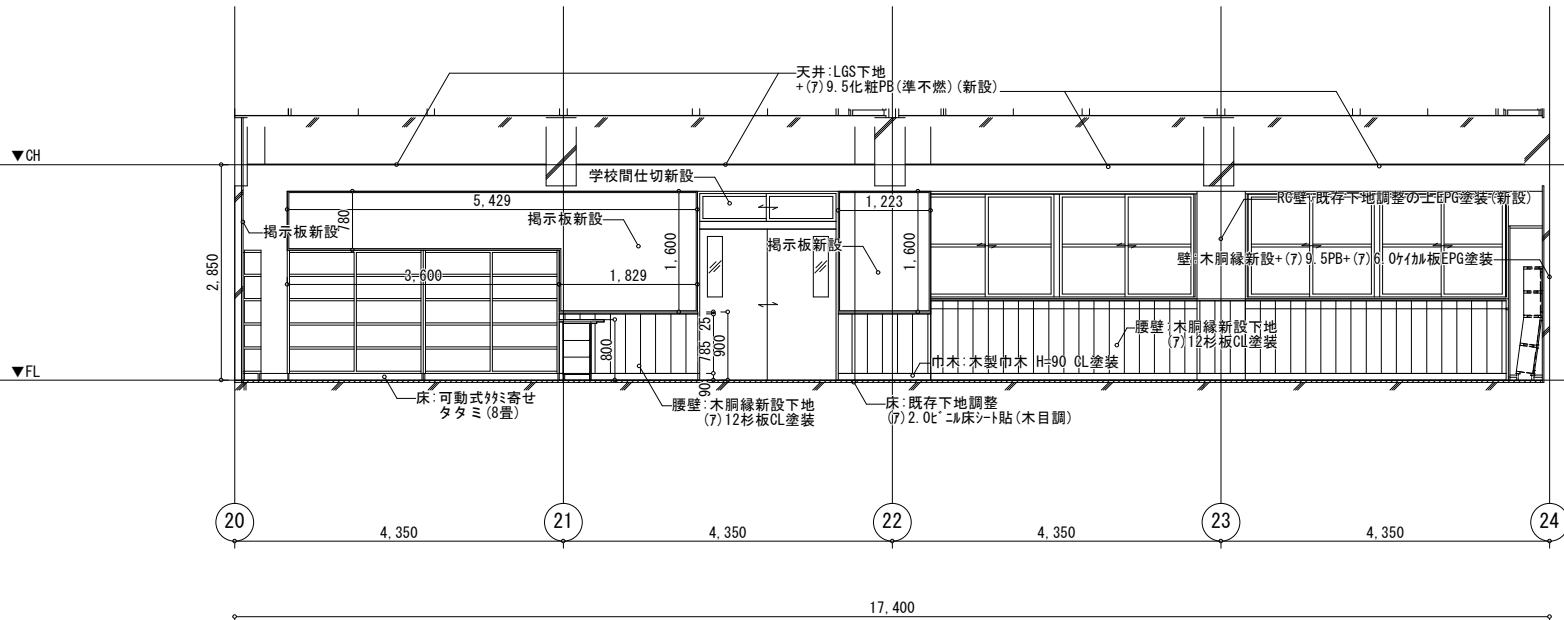 天井:LGS下地
+(ｱ)9.5化粧PB(準不燃)(新設)
▼CH
学校間仕切新設
5,429
1,223
RC壁:既存下地調整の上EPG塗装(新設)
780
掲示板新設
掲示板新設
1,600
掲示板新設
1,600
壁:木胴縁新設+(ｱ)9.5PB+(ｱ)6.0ケイカル板EPG塗装
2,850
3,600
1,829
腰壁:木胴縁新設下地
(ｱ)12杉板CL塗装
800
785
25
900
90
巾木:木製巾木 H=90 CL塗装
▼FL
床:可動式ﾀﾀﾐ寄せ
タタミ(8畳)
腰壁:木胴縁新設下地
(ｱ)12杉板CL塗装
床:既存下地調整
(ｱ)2.0ﾋﾞﾆﾙ床ｼｰﾄ貼(木目調)
20
21
22
23
24
4,350
4,350
4,350
4,350
17,400